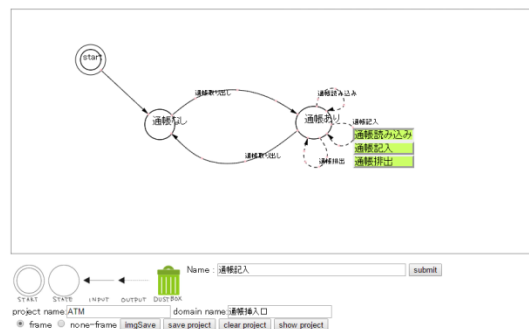 start
通帳読み込み
通帳取り出し
通帳なし
通帳あり
通帳記入
通帳読み込み
通帳記入
通帳排出
通帳取り出し
通帳排出
Name : 通帳記入 submit
START STATE INPUT OUTPUT DUSTBOX
project name: ATM domain name: 通帳挿入口
frame none-frame imgSave save project clear project show project